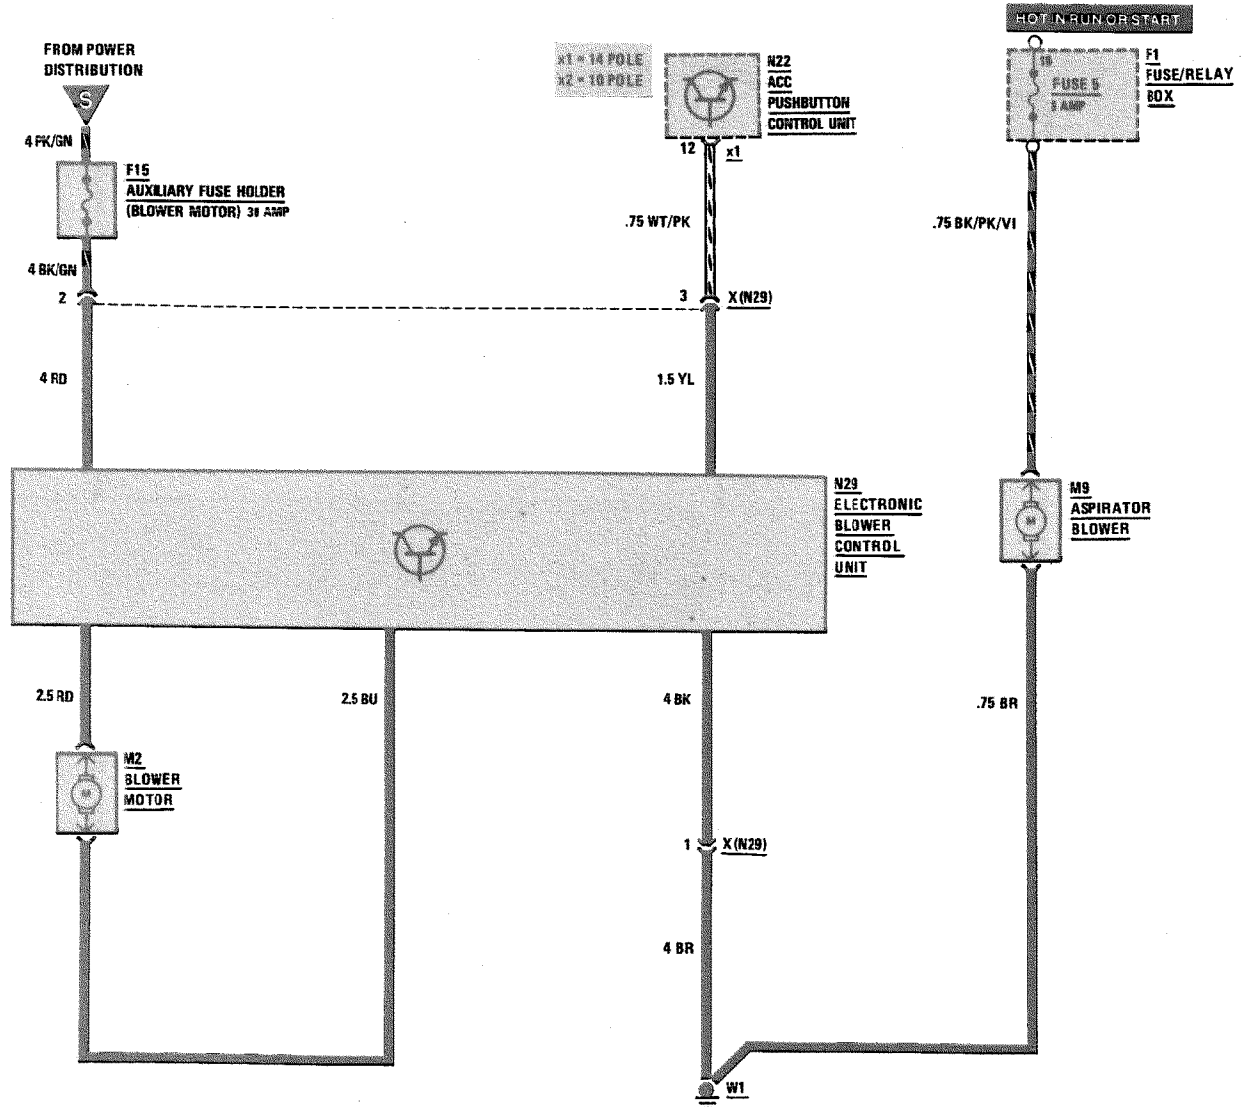 HOT IN RUN OR START
FROM POWER
DISTRIBUTION
S
4 PK/GN
F15
AUXILIARY FUSE HOLDER
(BLOWER MOTOR) 30 AMP
4 BK/GN
2
4 RD
x1 = 14 POLE
x2 = 10 POLE
N22
ACC
PUSHBUTTON
CONTROL UNIT
12
x1
.75 WT/PK
3
X(N29)
1.5 YL
F1
FUSE/RELAY
BOX
FUSE 5
AMP
.75 BK/PK/VI
N29
ELECTRONIC
BLOWER
CONTROL
UNIT
M9
ASPIRATOR
BLOWER
M
2.5 RD
2.5 BU
4 BK
.75 BR
M2
BLOWER
MOTOR
M
1
X(N29)
4 BR
W1